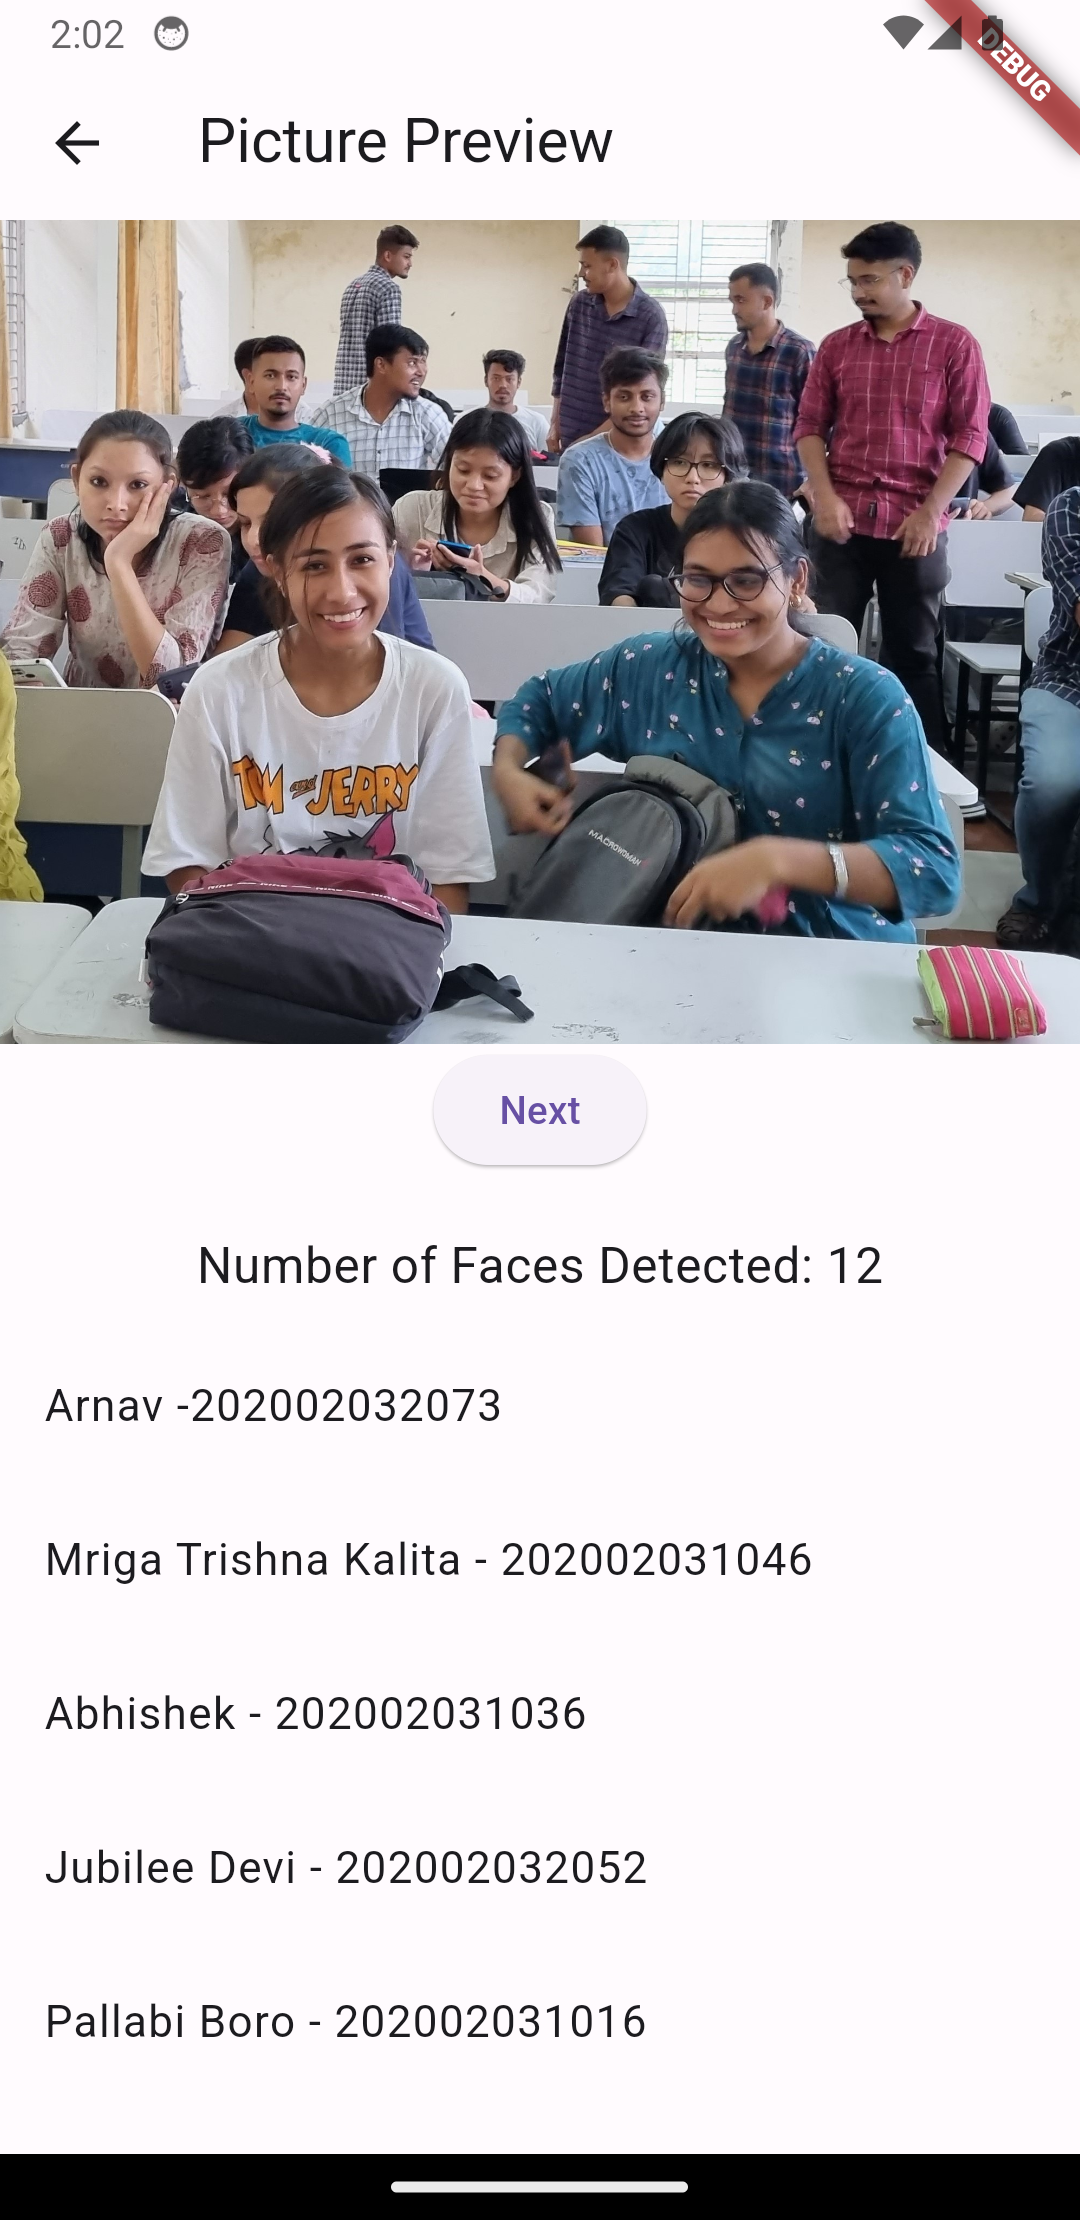 2:02
DEBUG
Picture Preview
TOM and JERRY
MACROWOMAN
Next
Number of Faces Detected: 12
Arnav -202002032073
Mriga Trishna Kalita - 202002031046
Abhishek - 202002031036
Jubilee Devi - 202002032052
Pallabi Boro - 202002031016